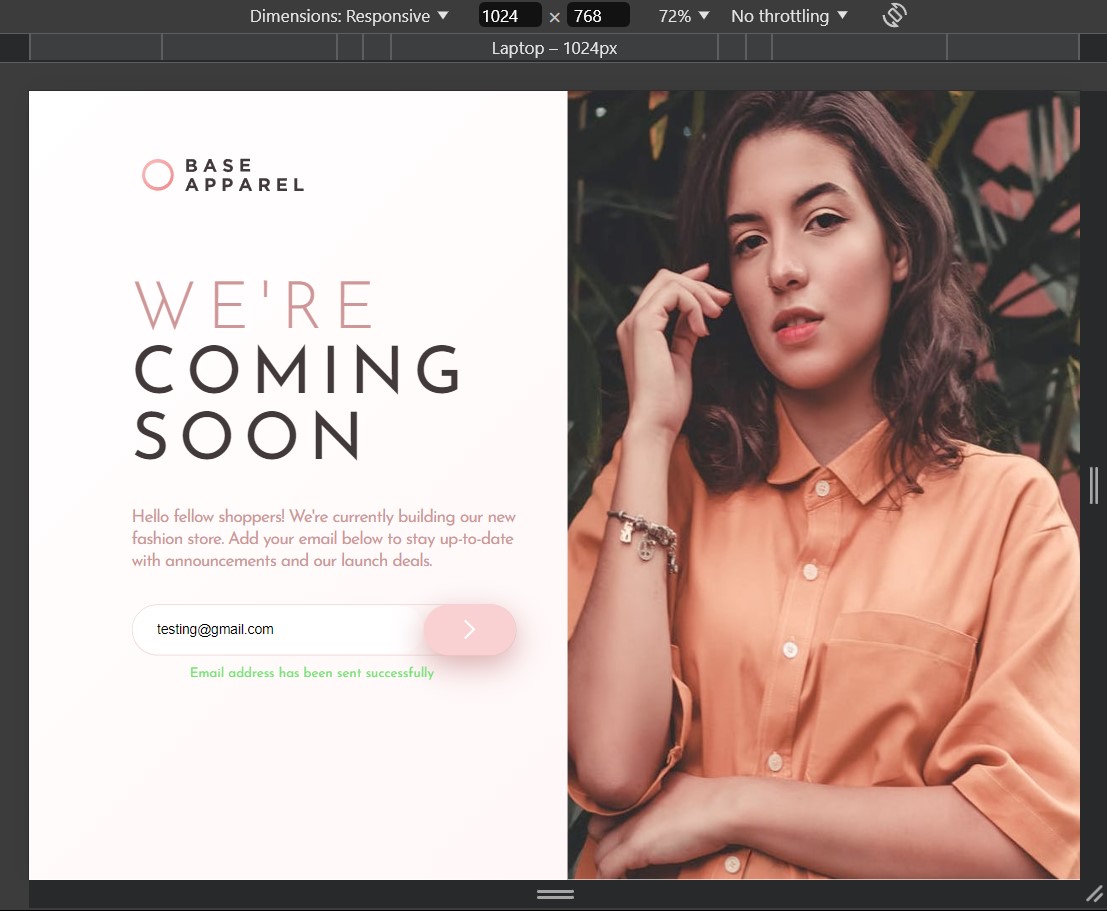 Dimensions: Responsive 1024 × 768 72% No throttling
Laptop – 1024px
BASE
APPAREL
WE'RE
COMING
SOON
Hello fellow shoppers! We're currently building our new
fashion store. Add your email below to stay up-to-date
with announcements and our launch deals.
testing@gmail.com
Email address has been sent successfully